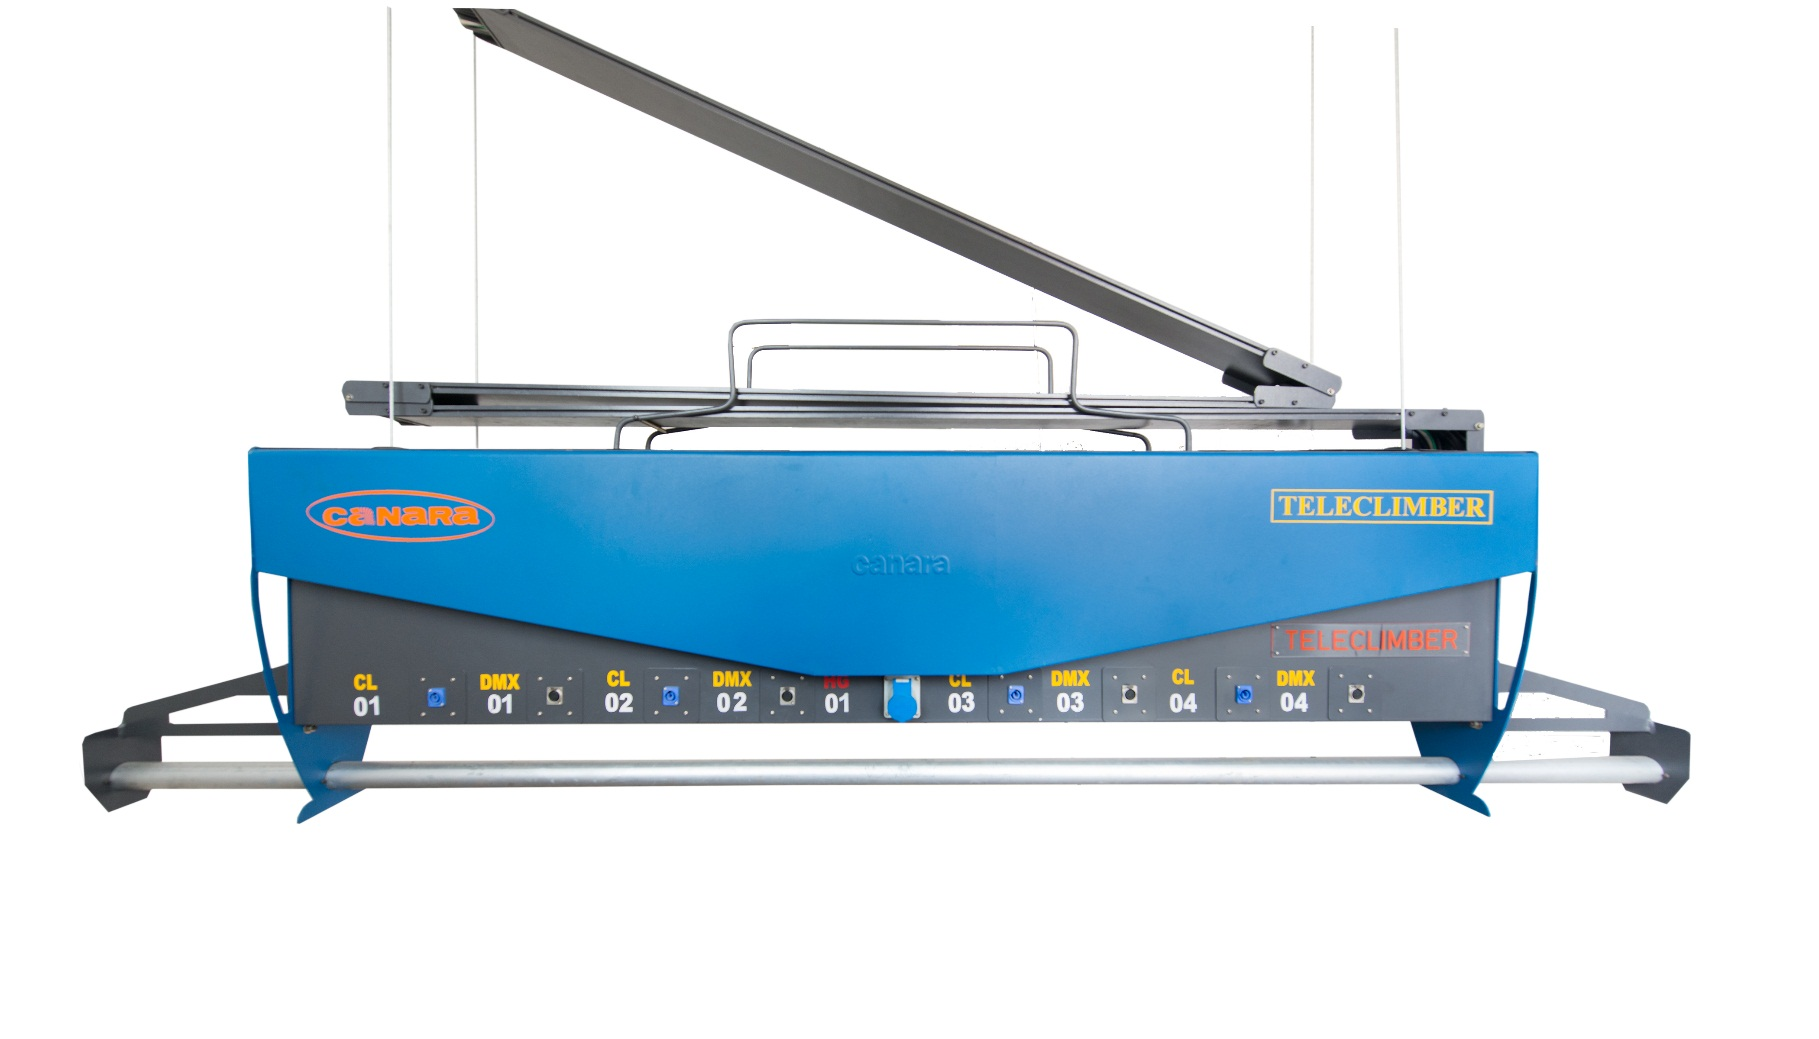 CANARA
TELECLIMBER
canara
TELECLIMBER
CL 01
DMX 01
CL 02
DMX 02
01
CL 03
DMX 03
CL 04
DMX 04